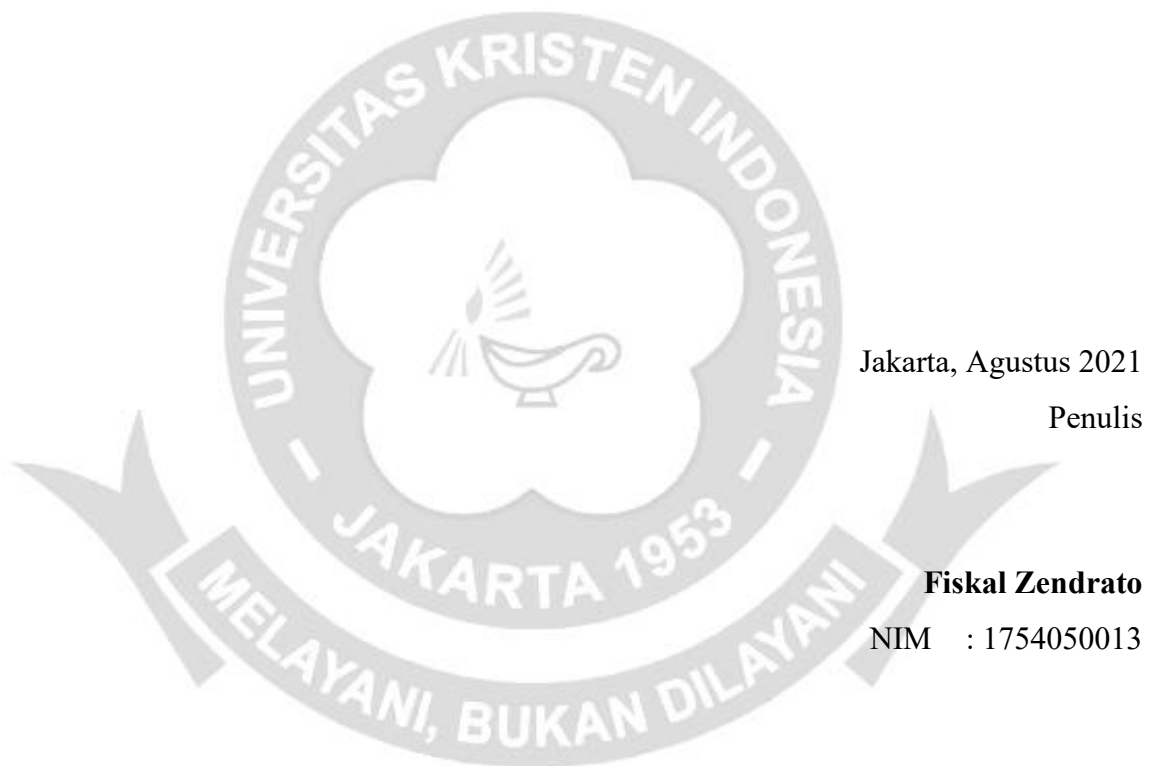 UNIVERSITAS KRISTEN INDONESIA
Jakarta, Agustus 2021
Penulis
- JAKARTA 1953 -
Fiskal Zendrato
NIM : 1754050013
MELAYANI, BUKAN DILAYANI